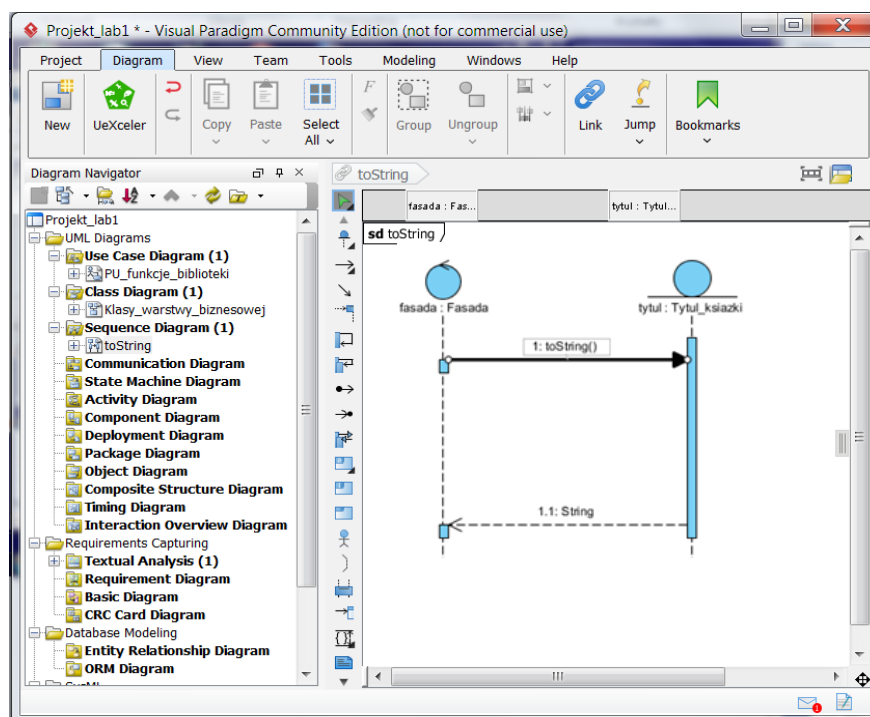 Projekt_lab1 * - Visual Paradigm Community Edition (not for commercial use)
Project Diagram View Team Tools Modeling Windows Help
New UeXceler Copy Paste Select All Group Ungroup Link Jump Bookmarks
Diagram Navigator
toString
fasada : Fas... tytul : Tytul...
Projekt_lab1
UML Diagrams
Use Case Diagram (1)
PU_funkcje_biblioteki
Class Diagram (1)
Klasy_warstwy_biznesowej
Sequence Diagram (1)
toString
Communication Diagram
State Machine Diagram
Activity Diagram
Component Diagram
Deployment Diagram
Package Diagram
Object Diagram
Composite Structure Diagram
Timing Diagram
Interaction Overview Diagram
Requirements Capturing
Textual Analysis (1)
Requirement Diagram
Basic Diagram
CRC Card Diagram
Database Modeling
Entity Relationship Diagram
ORM Diagram
sd toString
fasada : Fasada tytul : Tytul_ksiazki
1: toString()
1.1: String